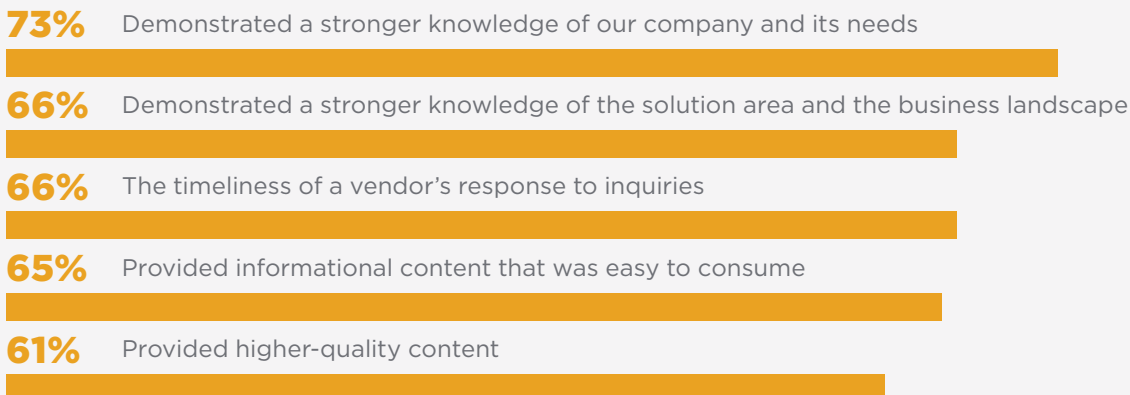 73% Demonstrated a stronger knowledge of our company and its needs
66% Demonstrated a stronger knowledge of the solution area and the business landscape
66% The timeliness of a vendor’s response to inquiries
65% Provided informational content that was easy to consume
61% Provided higher-quality content